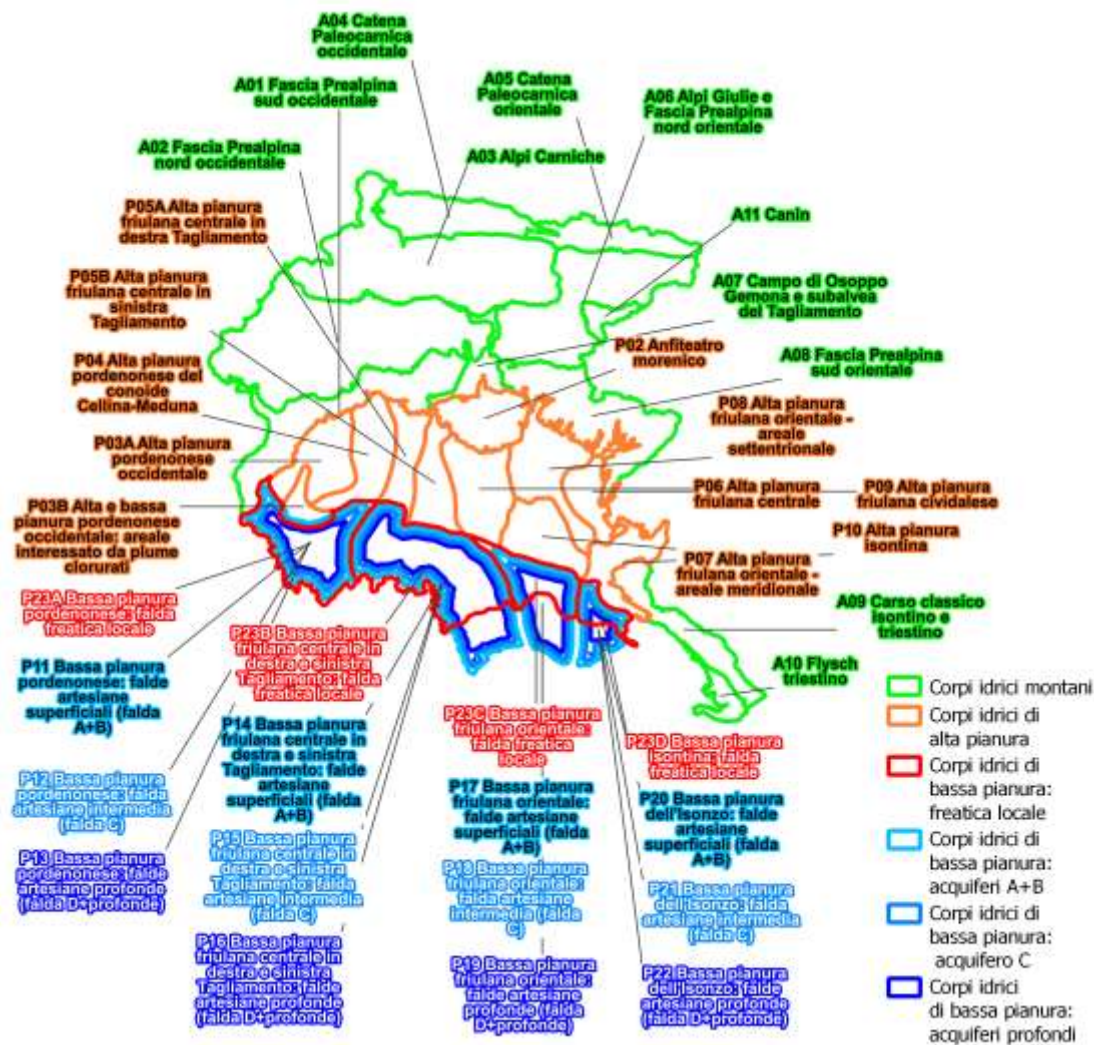 A04 Catena
Paleocarnica
occidentale
A01 Fascia Prealpina
sud occidentale
A05 Catena
Paleocarnica
orientale
A06 Alpi Giulie e
Fascia Prealpina
nord orientale
A02 Fascia Prealpina
nord occidentale
A03 Alpi Carniche
P05A Alta pianura
friulana centrale in
destra Tagliamento
A11 Canin
P05B Alta pianura
friulana centrale in
sinistra
Tagliamento
A07 Campo di Osoppo
Gemona e subalvea
del Tagliamento
P02 Anfiteatro
morenico
P04 Alta pianura
pordenonese del
conoide
Cellina-Meduna
A08 Fascia Prealpina
sud orientale
P08 Alta pianura
friulana orientale -
areale
settentrionale
P03A Alta pianura
pordenonese
occidentale
P06 Alta pianura
friulana centrale
P09 Alta pianura
friulana cividalese
P03B Alta e bassa
pianura pordenonese
occidentale: areale
interessato da plume
clorurati
P10 Alta pianura
isontina
P07 Alta pianura
friulana orientale -
areale meridionale
P23A Bassa pianura
pordenonese: falda
freatica locale
A09 Carso classico
isontino e
triestino
P23B Bassa pianura
friulana centrale in
destra e sinistra
Tagliamento: falda
freatica locale
P11 Bassa pianura
pordenonese: falde
artesiane
superficiali (falda
A+B)
A10 Flysch
triestino
P23C Bassa pianura
friulana orientale:
falda freatica
locale
P23D Bassa pianura
isontina: falda
freatica locale
P14 Bassa pianura
friulana centrale in
destra e sinistra
Tagliamento: falde
artesiane
superficiali (falda
A+B)
P12 Bassa pianura
pordenonese: falda
artesiane intermedia
(falda C)
P17 Bassa pianura
friulana orientale:
falde artesiane
superficiali (falda
A+B)
P20 Bassa pianura
dell'Isonzo: falde
artesiane
superficiali (falda
A+B)
P15 Bassa pianura
friulana centrale in
destra e sinistra
Tagliamento: falda
artesiane intermedia
(falda C)
P13 Bassa pianura
pordenonese: falde
artesiane profonde
(falda D+profonde)
P18 Bassa pianura
friulana orientale:
falda artesiane
intermedia (falda
C)
P21 Bassa pianura
dell'Isonzo: falda
artesiane intermedia
(falda C)
P16 Bassa pianura
friulana centrale in
destra e sinistra
Tagliamento: falde
artesiane profonde
(falda D+profonde)
P19 Bassa pianura
friulana orientale:
falde artesiane
profonde (falda
D+profonde)
P22 Bassa pianura
dell'Isonzo: falde
artesiane profonde
(falda D+profonde)
Corpi idrici montani
Corpi idrici di
alta pianura
Corpi idrici di
bassa pianura:
freatica locale
Corpi idrici di
bassa pianura:
acquiferi A+B
Corpi idrici di
bassa pianura:
acquifero C
Corpi idrici
di bassa pianura:
acquiferi profondi